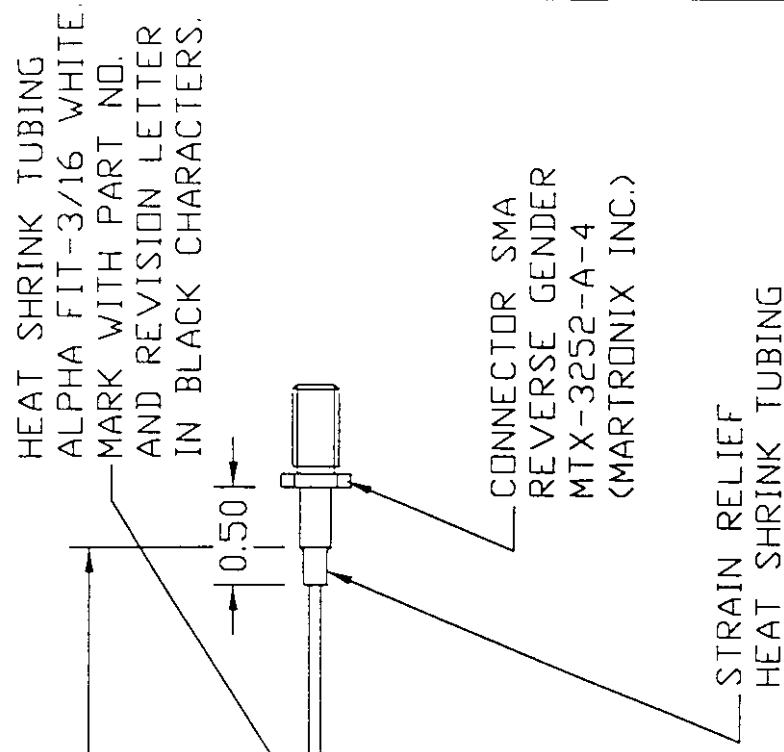 HEAT SHRINK TUBING
ALPHA FIT-3/16 WHITE.
MARK WITH PART NO.
AND REVISION LETTER
IN BLACK CHARACTERS.
0.50
CONNECTOR SMA
REVERSE GENDER
MTX-3252-A-4
(MARTRONIX INC.)
STRAIN RELIEF
HEAT SHRINK TUBING